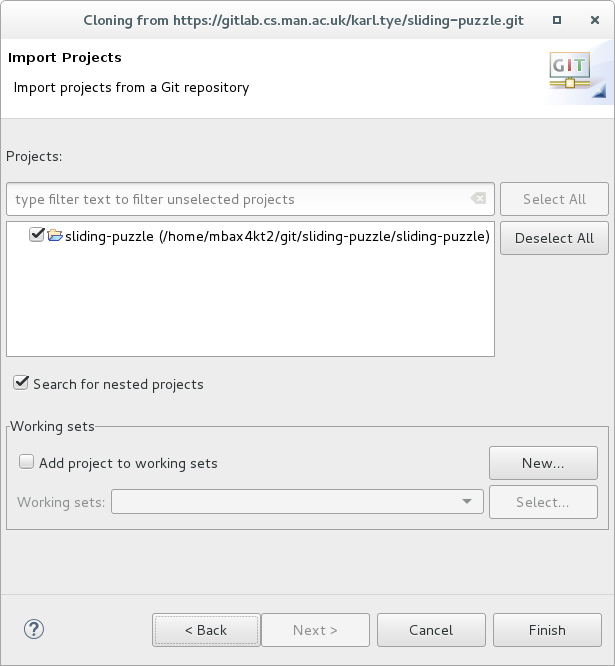 Cloning from https://gitlab.cs.man.ac.uk/karl.tye/sliding-puzzle.git
Import Projects
Import projects from a Git repository
GIT
Projects:
type filter text to filter unselected projects
Select All
sliding-puzzle (/home/mbax4kt2/git/sliding-puzzle/sliding-puzzle)
Deselect All
Search for nested projects
Working sets
Add project to working sets
New...
Working sets:
Select...
?
< Back
Next >
Cancel
Finish